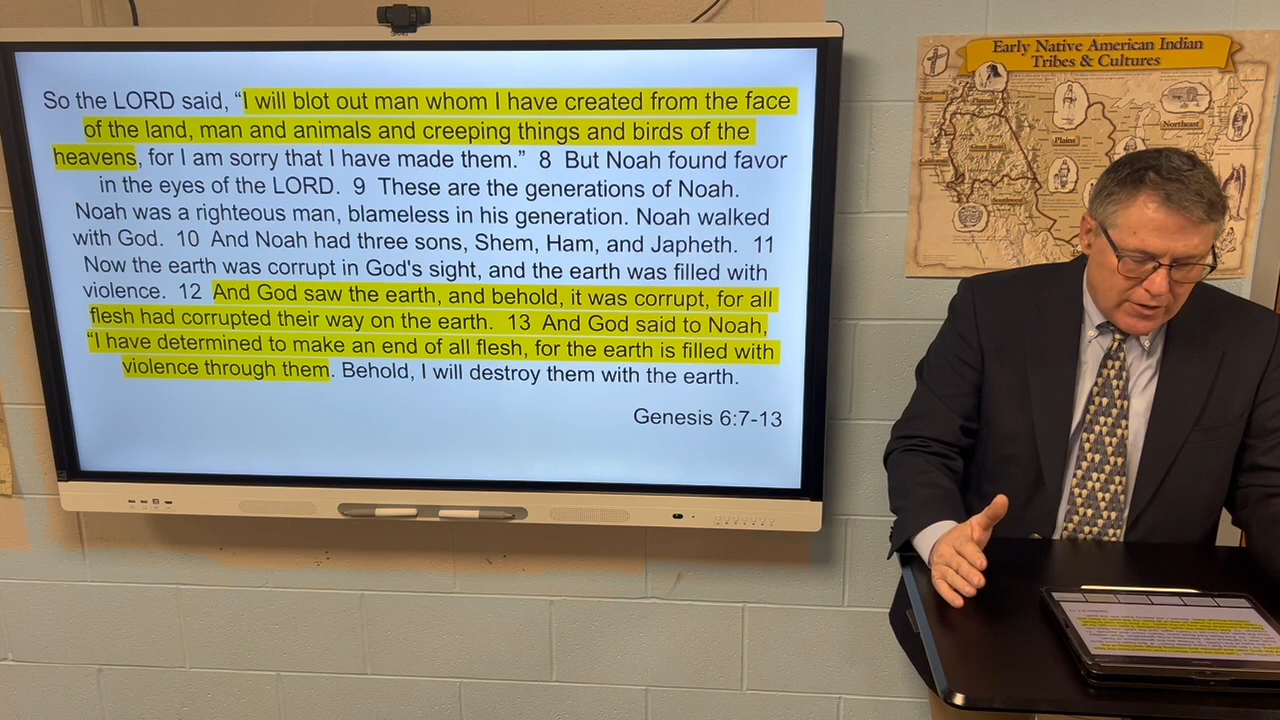 So the LORD said, “I will blot out man whom I have created from the face
of the land, man and animals and creeping things and birds of the
heavens, for I am sorry that I have made them.” 8 But Noah found favor
in the eyes of the LORD. 9 These are the generations of Noah.
Noah was a righteous man, blameless in his generation. Noah walked
with God. 10 And Noah had three sons, Shem, Ham, and Japheth. 11
Now the earth was corrupt in God's sight, and the earth was filled with
violence. 12 And God saw the earth, and behold, it was corrupt, for all
flesh had corrupted their way on the earth. 13 And God said to Noah,
“I have determined to make an end of all flesh, for the earth is filled with
violence through them. Behold, I will destroy them with the earth.
Genesis 6:7-13
Early Native American Indian
Tribes & Cultures
Northwest
Coast
Plateau
Great Basin
Plains
Northeast
California
Southwest